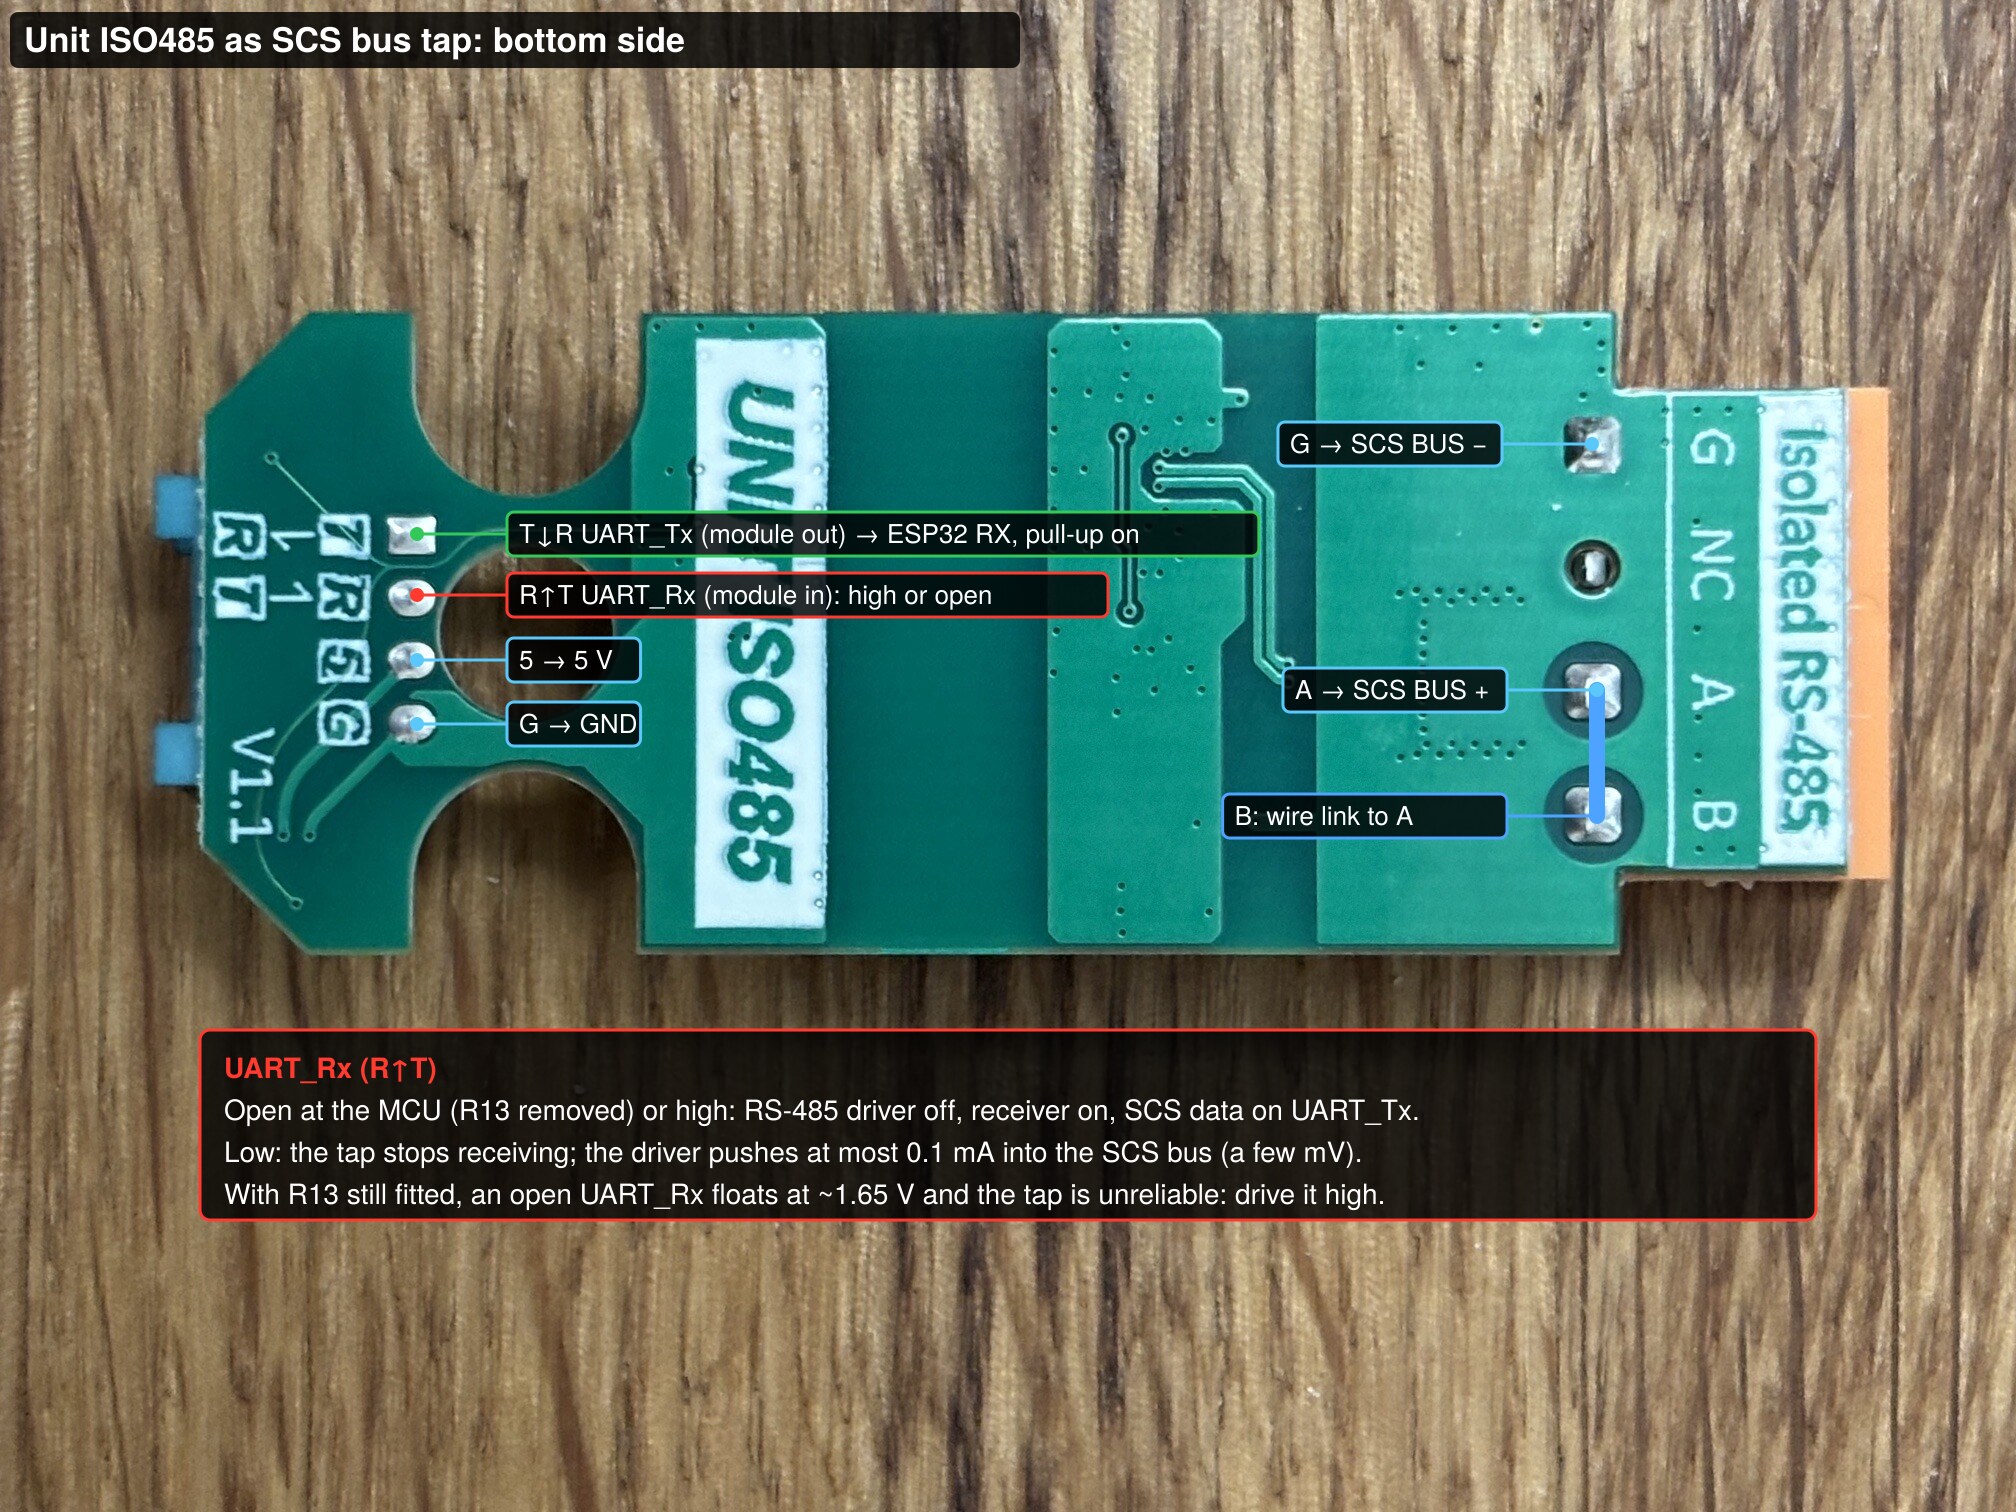 Unit ISO485 as SCS bus tap: bottom side
G → SCS BUS −
T↓R UART_Tx (module out) → ESP32 RX, pull-up on
R↑T UART_Rx (module in): high or open
5 → 5 V
G → GND
A → SCS BUS +
B: wire link to A
R T
T R
5
G
V1.1
ISO485
G
NC
A
B
Isolated RS-485
UART_Rx (R↑T)
Open at the MCU (R13 removed) or high: RS-485 driver off, receiver on, SCS data on UART_Tx.
Low: the tap stops receiving; the driver pushes at most 0.1 mA into the SCS bus (a few mV).
With R13 still fitted, an open UART_Rx floats at ~1.65 V and the tap is unreliable: drive it high.